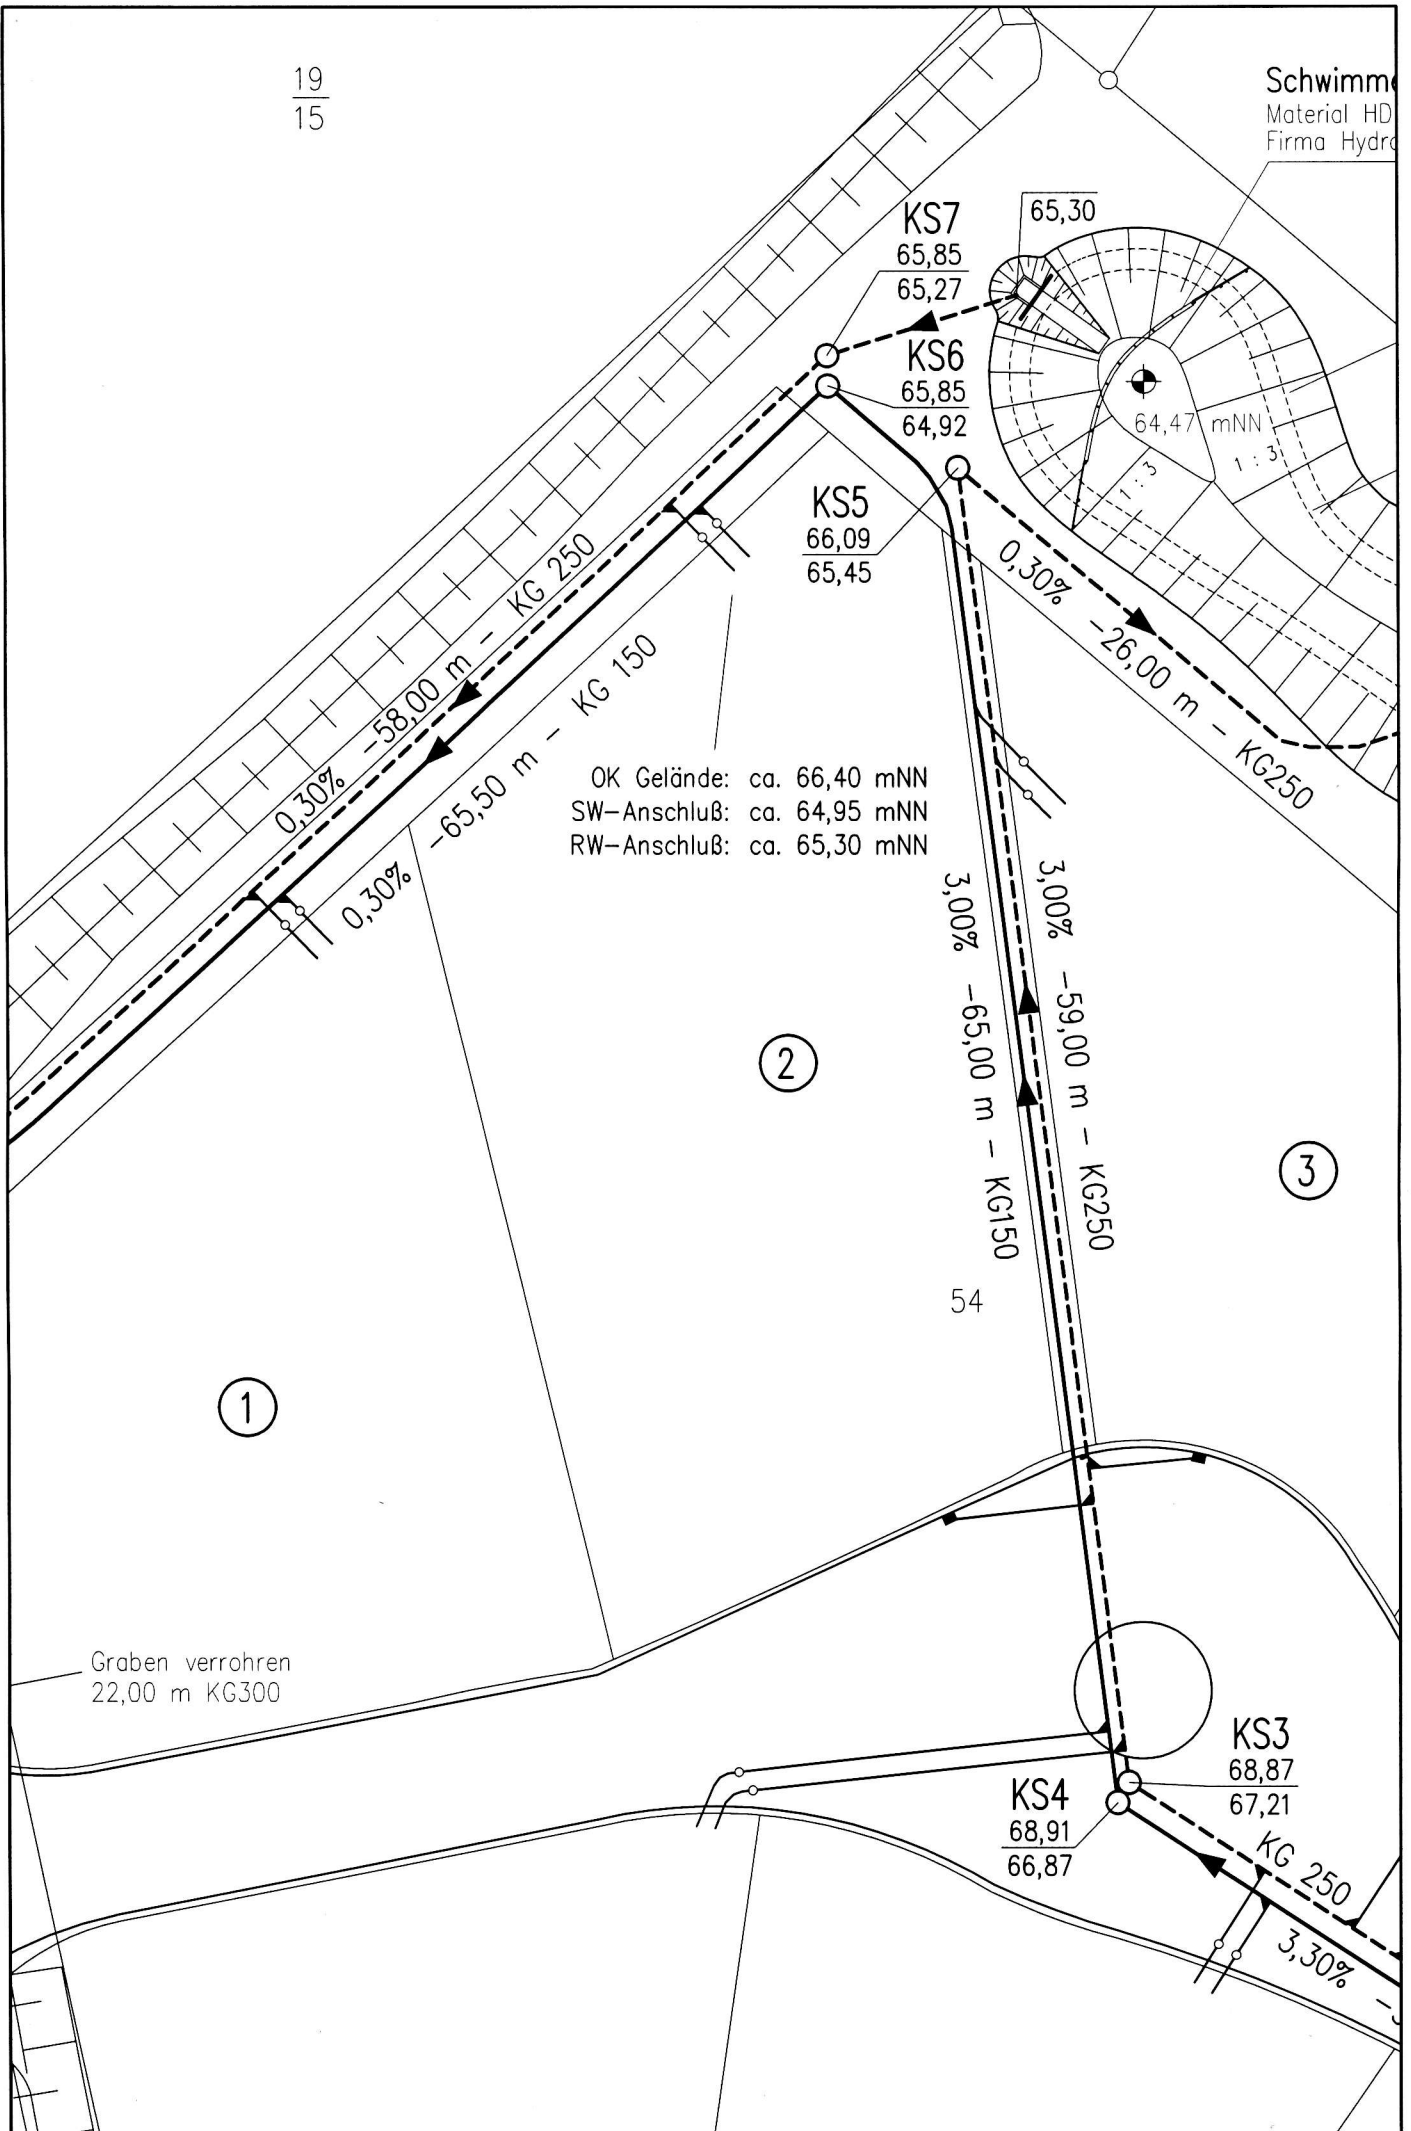 19
15
Schwimme
Material HD
Firma Hydro
KS7
65,85
65,27
65,30
KS6
65,85
64,92
64,47 mNN
1 : 3
1 : 3
KS5
66,09
65,45
0,30% -26,00 m - KG250
0,30% -58,00 m - KG 250
0,30% -65,50 m - KG 150
OK Gelände: ca. 66,40 mNN
SW-Anschluß: ca. 64,95 mNN
RW-Anschluß: ca. 65,30 mNN
3,00% -65,00 m - KG150
3,00% -59,00 m - KG250
2
3
54
1
Graben verrohren
22,00 m KG300
KS3
68,87
67,21
KS4
68,91
66,87
KG 250
3,30%